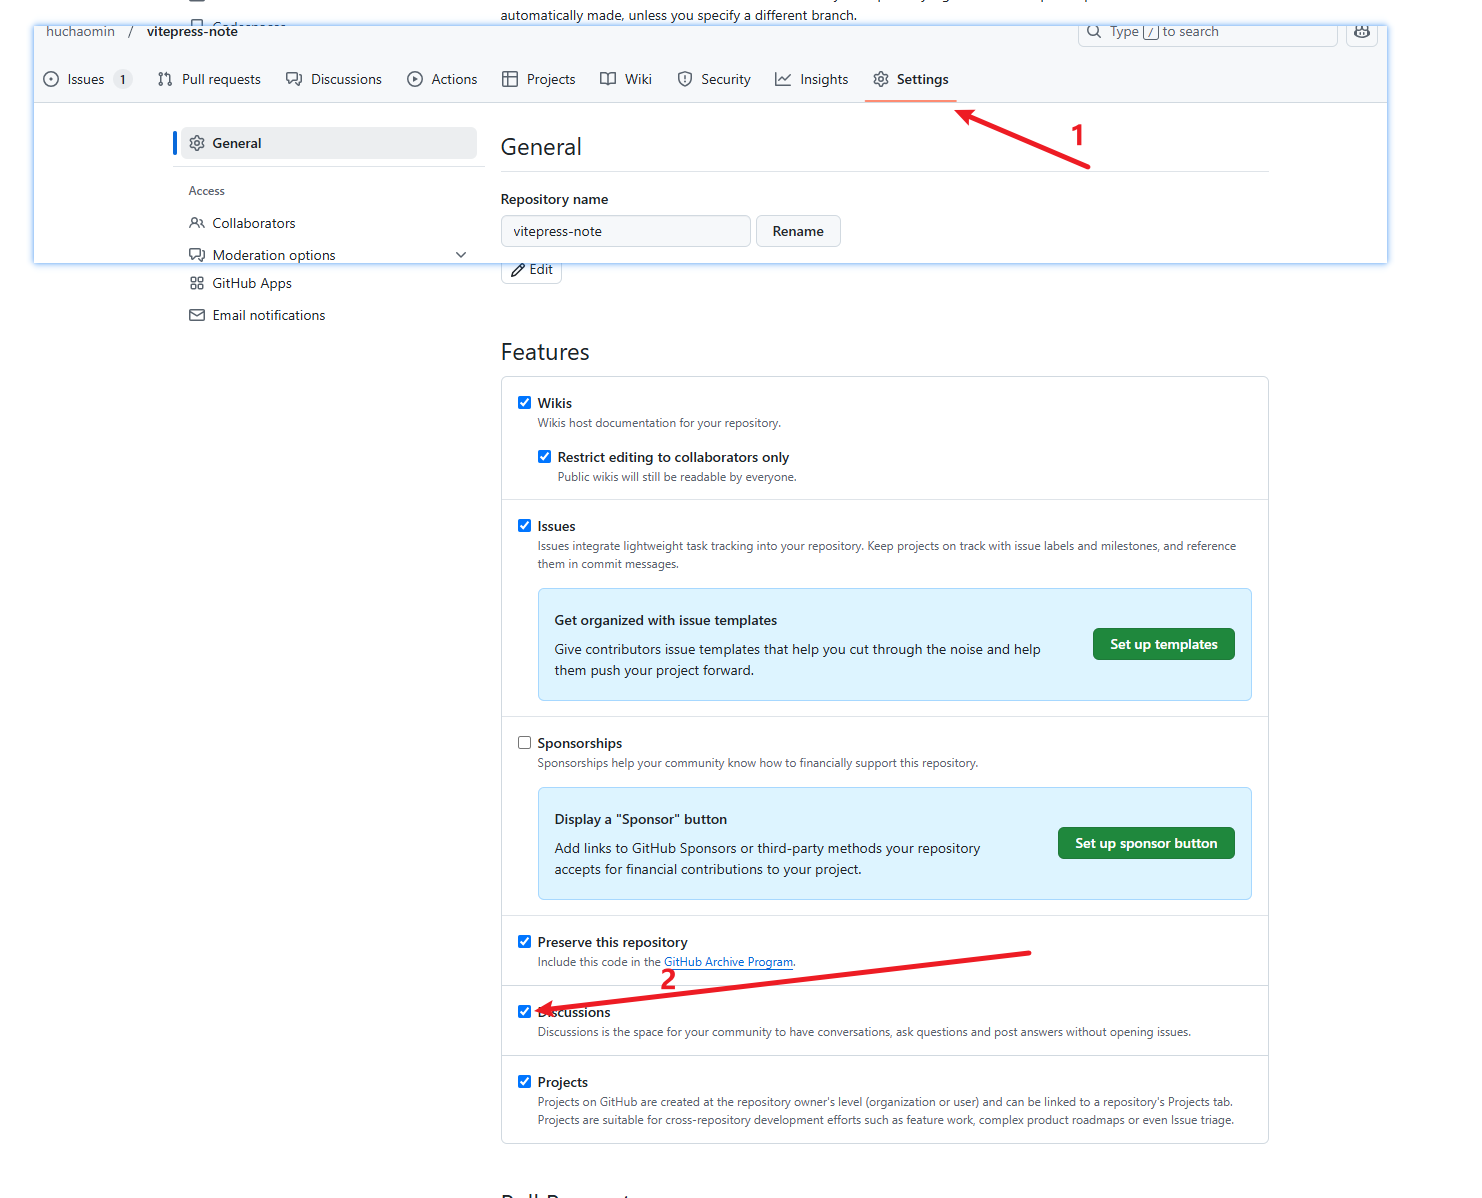 automatically made, unless you specify a different branch.
huchaomin / vitepress-note
Type / to search
Issues 1 Pull requests Discussions Actions Projects Wiki Security Insights Settings
1
General
General
Access
Repository name
Collaborators
vitepress-note Rename
Moderation options
Edit
GitHub Apps
Email notifications
Features
Wikis
Wikis host documentation for your repository.
Restrict editing to collaborators only
Public wikis will still be readable by everyone.
Issues
Issues integrate lightweight task tracking into your repository. Keep projects on track with issue labels and milestones, and reference
them in commit messages.
Get organized with issue templates
Give contributors issue templates that help you cut through the noise and help
them push your project forward.
Set up templates
Sponsorships
Sponsorships help your community know how to financially support this repository.
Display a "Sponsor" button
Add links to GitHub Sponsors or third-party methods your repository
accepts for financial contributions to your project.
Set up sponsor button
Preserve this repository
Include this code in the GitHub Archive Program.
2
Discussions
Discussions is the space for your community to have conversations, ask questions and post answers without opening issues.
Projects
Projects on GitHub are created at the repository owner's level (organization or user) and can be linked to a repository's Projects tab.
Projects are suitable for cross-repository development efforts such as feature work, complex product roadmaps or even Issue triage.